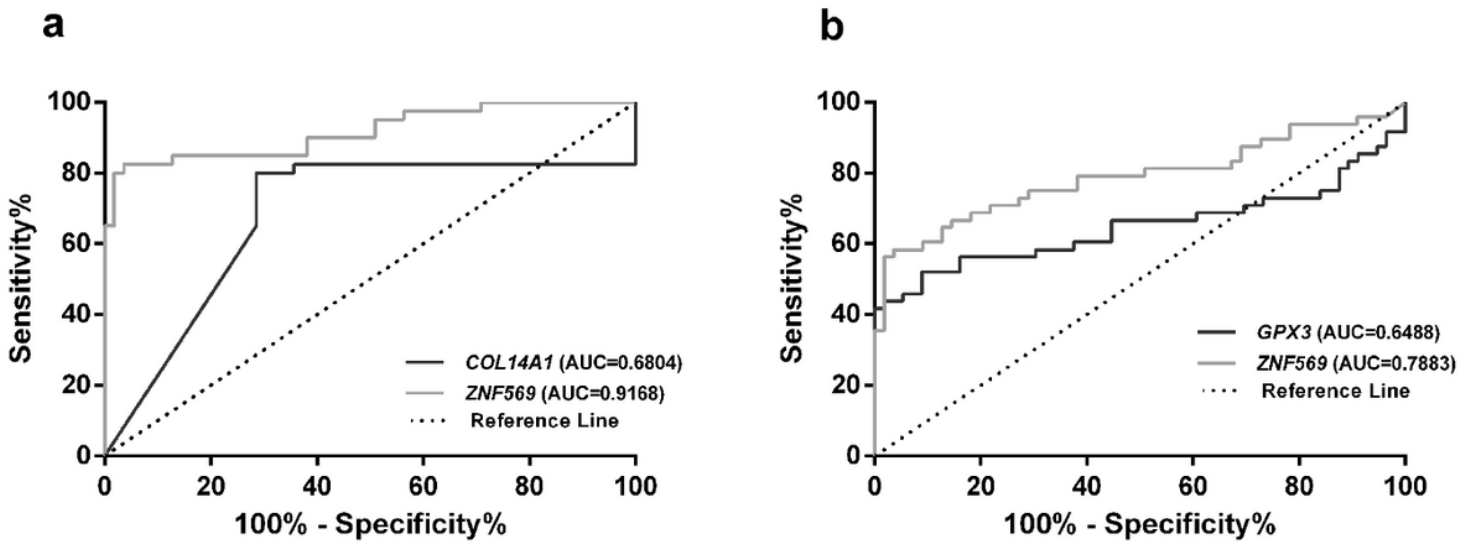 a
Sensitivity%
100
80
60
40
20
0
COL14A1 (AUC=0.6804)
ZNF569 (AUC=0.9168)
Reference Line
0 20 40 60 80 100
100% - Specificity%
b
Sensitivity%
100
80
60
40
20
0
GPX3 (AUC=0.6488)
ZNF569 (AUC=0.7883)
Reference Line
0 20 40 60 80 100
100% - Specificity%